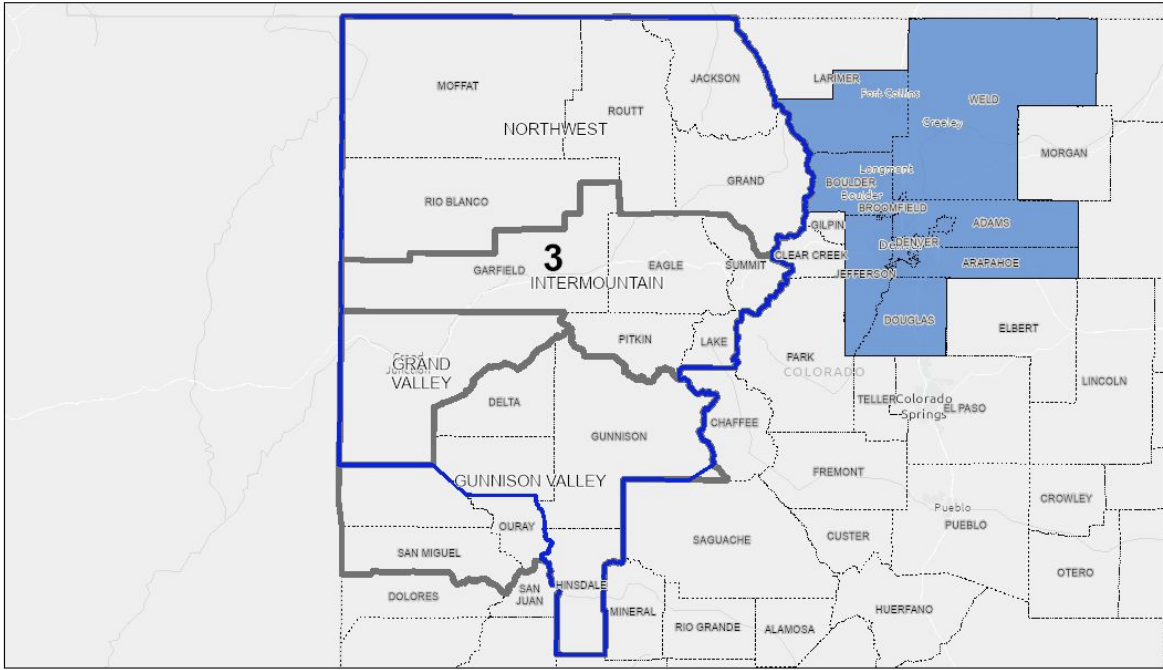 JACKSON
LARIMER
MOFFAT
Fort Collins
WELD
ROUTT
NORTHWEST
Greeley
MORGAN
Longmont
GRAND
BOULDER
Boulder
RIO BLANCO
BROOMFIELD
GILPIN
ADAMS
DENVER
3
CLEAR CREEK
GARFIELD
EAGLE
SUMMIT
ARAPAHOE
JEFFERSON
INTERMOUNTAIN
DOUGLAS
ELBERT
PITKIN
LAKE
PARK
GRAND
VALLEY
Grand
Junction
COLORADO
LINCOLN
DELTA
TELLER
Colorado
Springs
EL PASO
CHAFFEE
GUNNISON
FREMONT
GUNNISON VALLEY
CROWLEY
Pueblo
OURAY
PUEBLO
CUSTER
SAGUACHE
SAN MIGUEL
OTERO
HINSDALE
DOLORES
SAN
JUAN
MINERAL
HUERFANO
RIO GRANDE
ALAMOSA